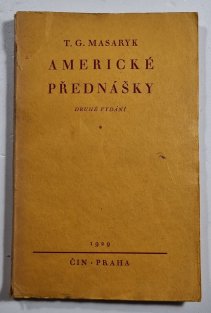 T. G. MASARYK
AMERICKÉ
PŘEDNÁŠKY
DRUHÉ VYDÁNÍ
1929
ČIN · PRAHA